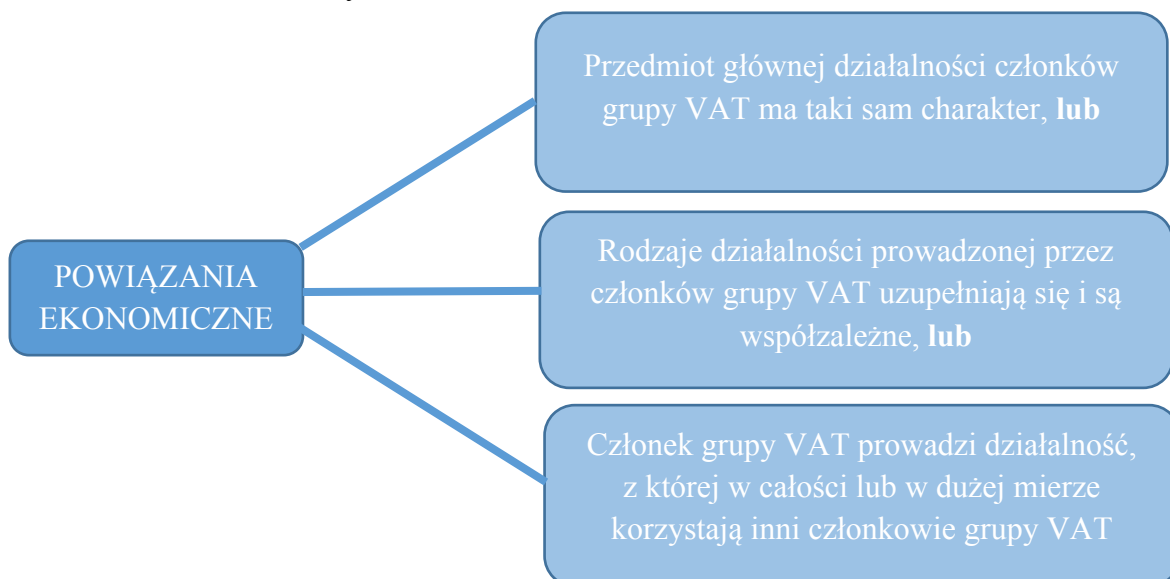 POWIĄZANIA
EKONOMICZNE
Przedmiot głównej działalności członków
grupy VAT ma taki sam charakter, lub
Rodzaje działalności prowadzonej przez
członków grupy VAT uzupełniają się i są
współzależne, lub
Członek grupy VAT prowadzi działalność,
z której w całości lub w dużej mierze
korzystają inni członkowie grupy VAT